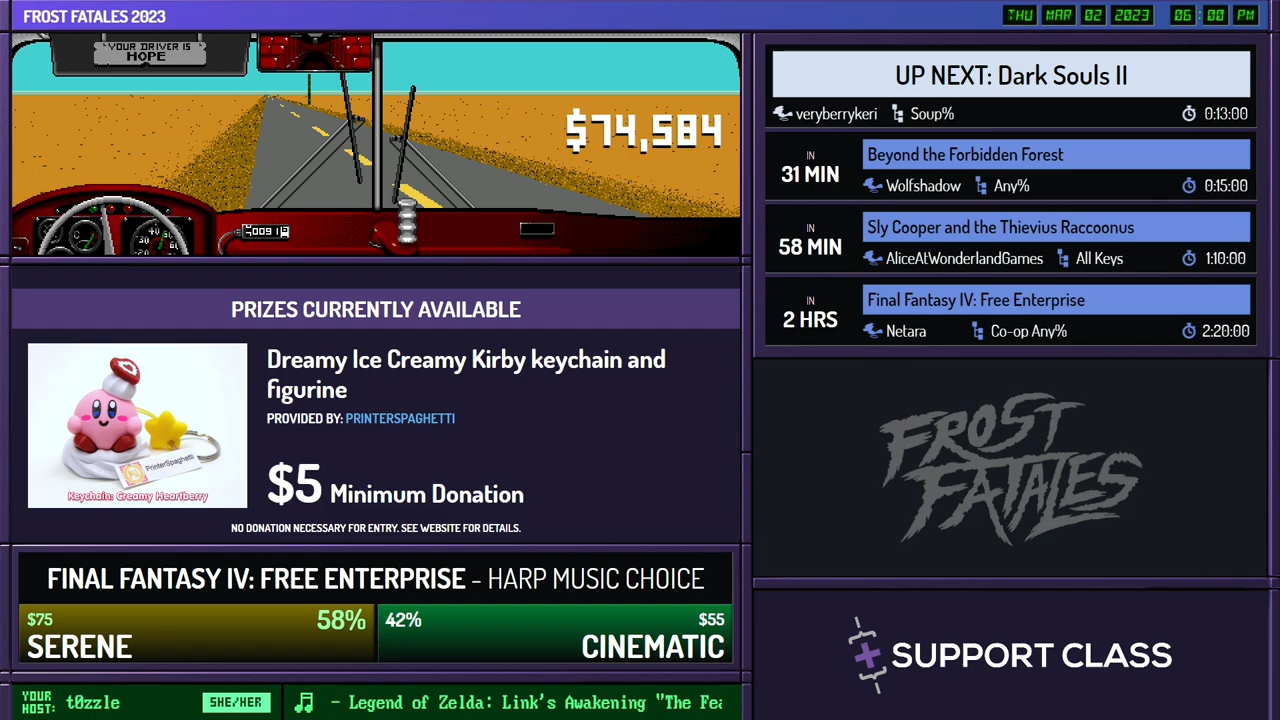 FROST FATALES 2023
THU MAR 02 2023 06:00 PM
YOUR DRIVER IS
HOPE
$74,584
UP NEXT: Dark Souls II
veryberrykeri Soup% 0:13:00
IN
31 MIN
Beyond the Forbidden Forest
Wolfshadow Any% 0:15:00
IN
58 MIN
Sly Cooper and the Thievius Raccoonus
AliceAtWonderlandGames All Keys 1:10:00
IN
2 HRS
Final Fantasy IV: Free Enterprise
Netara Co-op Any% 2:20:00
PRIZES CURRENTLY AVAILABLE
Dreamy Ice Creamy Kirby keychain and
figurine
PROVIDED BY: PRINTERSPAGHETTI
$5 Minimum Donation
PrinterSpaghetti
Keychain: Creamy Heartberry
NO DONATION NECESSARY FOR ENTRY. SEE WEBSITE FOR DETAILS.
FROST
FATALES
FINAL FANTASY IV: FREE ENTERPRISE – HARP MUSIC CHOICE
$75 58% 42% $55
SERENE CINEMATIC
SUPPORT CLASS
YOUR HOST: t0zzle SHE/HER – Legend of Zelda: Link's Awakening "The Fea